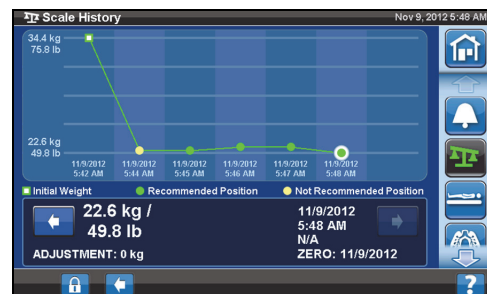 Scale History
Nov 9, 2012 5:48 AM
34.4 kg
75.8 lb
22.6 kg
49.8 lb
11/9/2012 11/9/2012 11/9/2012 11/9/2012 11/9/2012 11/9/2012
5:42 AM 5:44 AM 5:45 AM 5:46 AM 5:47 AM 5:48 AM
Initial Weight Recommended Position Not Recommended Position
22.6 kg /
49.8 lb
ADJUSTMENT: 0 kg
11/9/2012
5:48 AM
N/A
ZERO: 11/9/2012
?